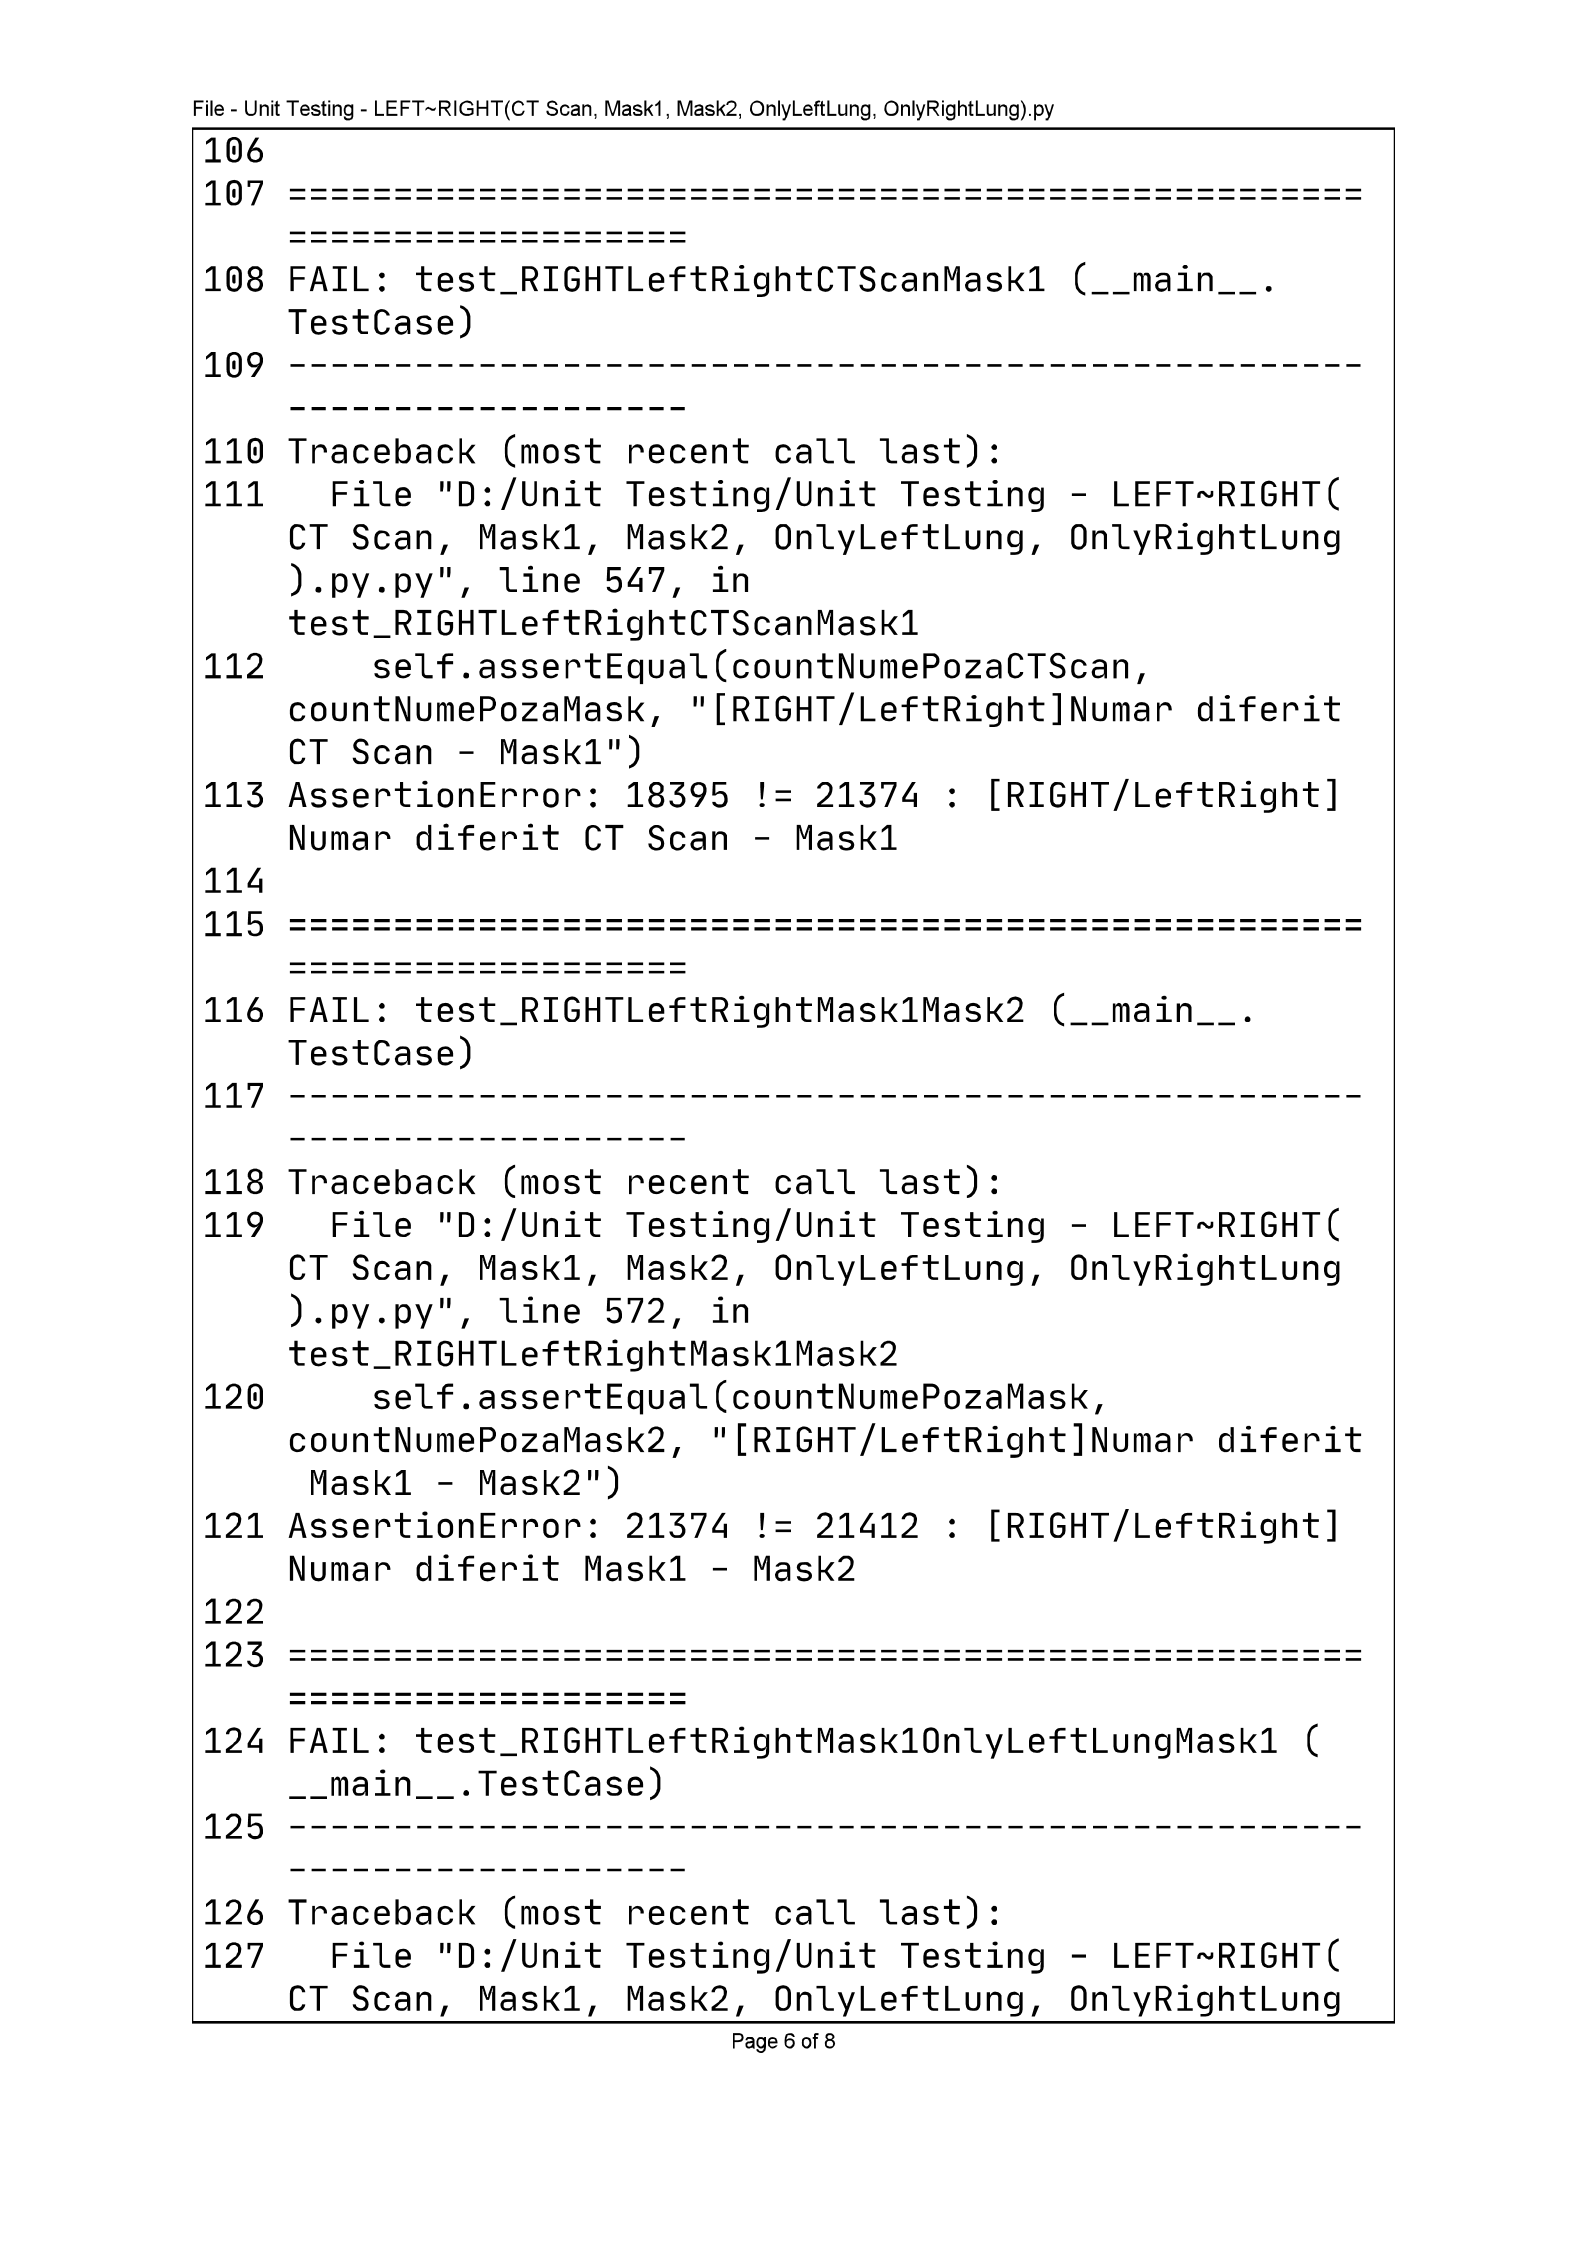 File - Unit Testing - LEFT~RIGHT(CT Scan, Mask1, Mask2, OnlyLeftLung, OnlyRightLung).py
106
107 ===================================================
===================
108 FAIL: test_RIGHTLeftRightCTScanMask1 (__main__.
TestCase)
109 ---------------------------------------------------
-------------------
110 Traceback (most recent call last):
111   File "D:/Unit Testing/Unit Testing - LEFT~RIGHT(
CT Scan, Mask1, Mask2, OnlyLeftLung, OnlyRightLung
).py.py", line 547, in
test_RIGHTLeftRightCTScanMask1
112     self.assertEqual(countNumePozaCTScan,
countNumePozaMask, "[RIGHT/LeftRight]Numar diferit
CT Scan - Mask1")
113 AssertionError: 18395 != 21374 : [RIGHT/LeftRight]
Numar diferit CT Scan - Mask1
114
115 ===================================================
===================
116 FAIL: test_RIGHTLeftRightMask1Mask2 (__main__.
TestCase)
117 ---------------------------------------------------
-------------------
118 Traceback (most recent call last):
119   File "D:/Unit Testing/Unit Testing - LEFT~RIGHT(
CT Scan, Mask1, Mask2, OnlyLeftLung, OnlyRightLung
).py.py", line 572, in
test_RIGHTLeftRightMask1Mask2
120     self.assertEqual(countNumePozaMask,
countNumePozaMask2, "[RIGHT/LeftRight]Numar diferit
 Mask1 - Mask2")
121 AssertionError: 21374 != 21412 : [RIGHT/LeftRight]
Numar diferit Mask1 - Mask2
122
123 ===================================================
===================
124 FAIL: test_RIGHTLeftRightMask1OnlyLeftLungMask1 (
__main__.TestCase)
125 ---------------------------------------------------
-------------------
126 Traceback (most recent call last):
127   File "D:/Unit Testing/Unit Testing - LEFT~RIGHT(
CT Scan, Mask1, Mask2, OnlyLeftLung, OnlyRightLung
Page 6 of 8